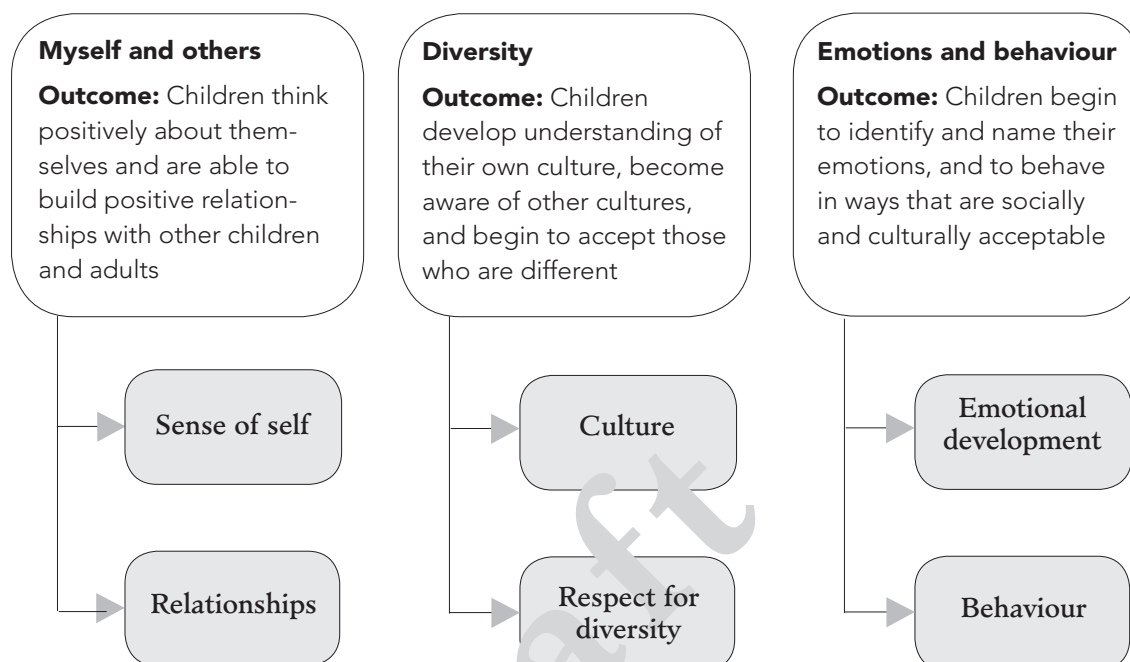 Myself and others
Outcome: Children think
positively about them-
selves and are able to
build positive relation-
ships with other children
and adults
Sense of self
Relationships
Diversity
Outcome: Children
develop understanding of
their own culture, become
aware of other cultures,
and begin to accept those
who are different
Culture
Respect for
diversity
Emotions and behaviour
Outcome: Children begin
to identify and name their
emotions, and to behave
in ways that are socially
and culturally acceptable
Emotional
development
Behaviour